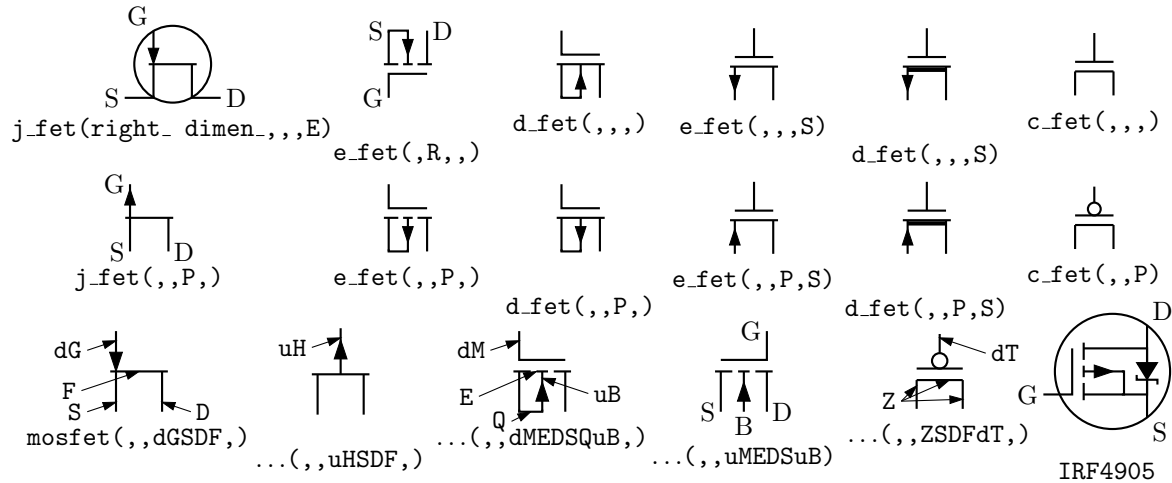 G
S
D
j_fet(right_ dimen_,,,E)
S
D
G
e_fet(,R,,)
d_fet(,,,)
e_fet(,,,S)
d_fet(,,,S)
c_fet(,,,)
G
S
D
j_fet(,,P,)
e_fet(,,P,)
d_fet(,,P,)
e_fet(,,P,S)
d_fet(,,P,S)
c_fet(,,P)
dG
F
S
D
mosfet(,,dGSDF,)
uH
...(,,uHSDF,)
dM
E
uB
Q
...(,,dMEDSQuB,)
G
S
B
D
...(,,uMEDSuB)
dT
Z
...(,,ZSDFdT,)
D
G
S
IRF4905